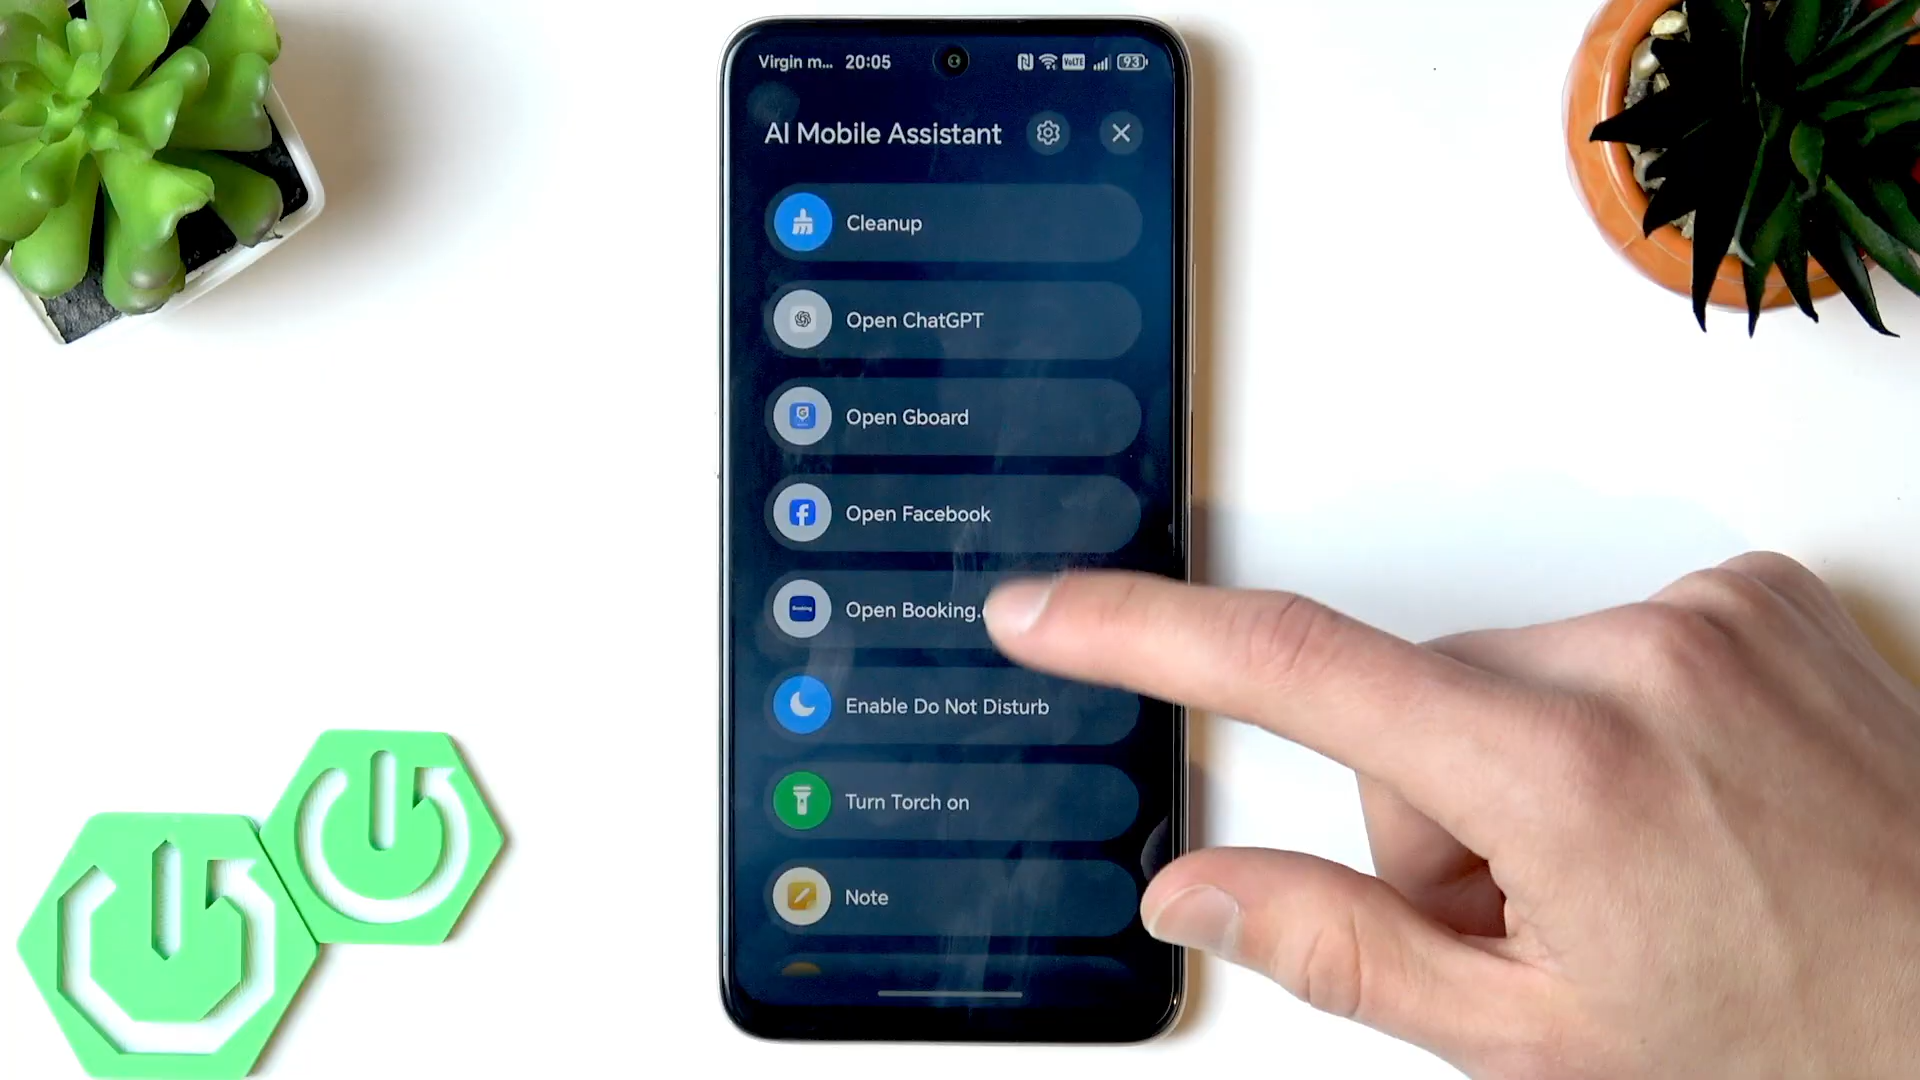 Virgin m... 20:05 VoLTE 93
AI Mobile Assistant
Cleanup
Open ChatGPT
Open Gboard
Open Facebook
Open Booking.
Enable Do Not Disturb
Turn Torch on
Note